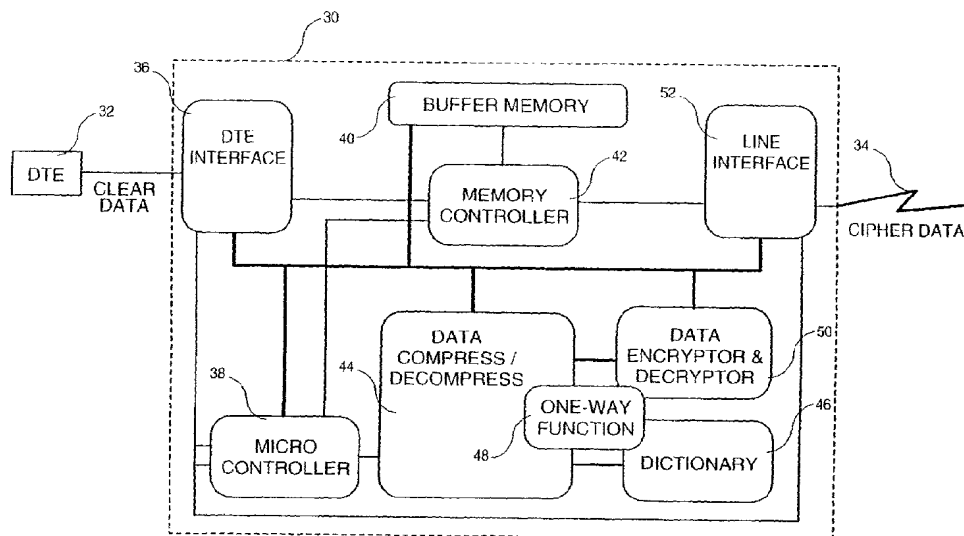 30
36
32
DTE
CLEAR
DATA
DTE
INTERFACE
BUFFER MEMORY
40
42
MEMORY
CONTROLLER
52
LINE
INTERFACE
34
CIPHER DATA
DATA
COMPRESS /
DECOMPRESS
44
DATA
ENCRYPTOR &
DECRYPTOR
50
38
MICRO
CONTROLLER
ONE-WAY
FUNCTION
48
46
DICTIONARY